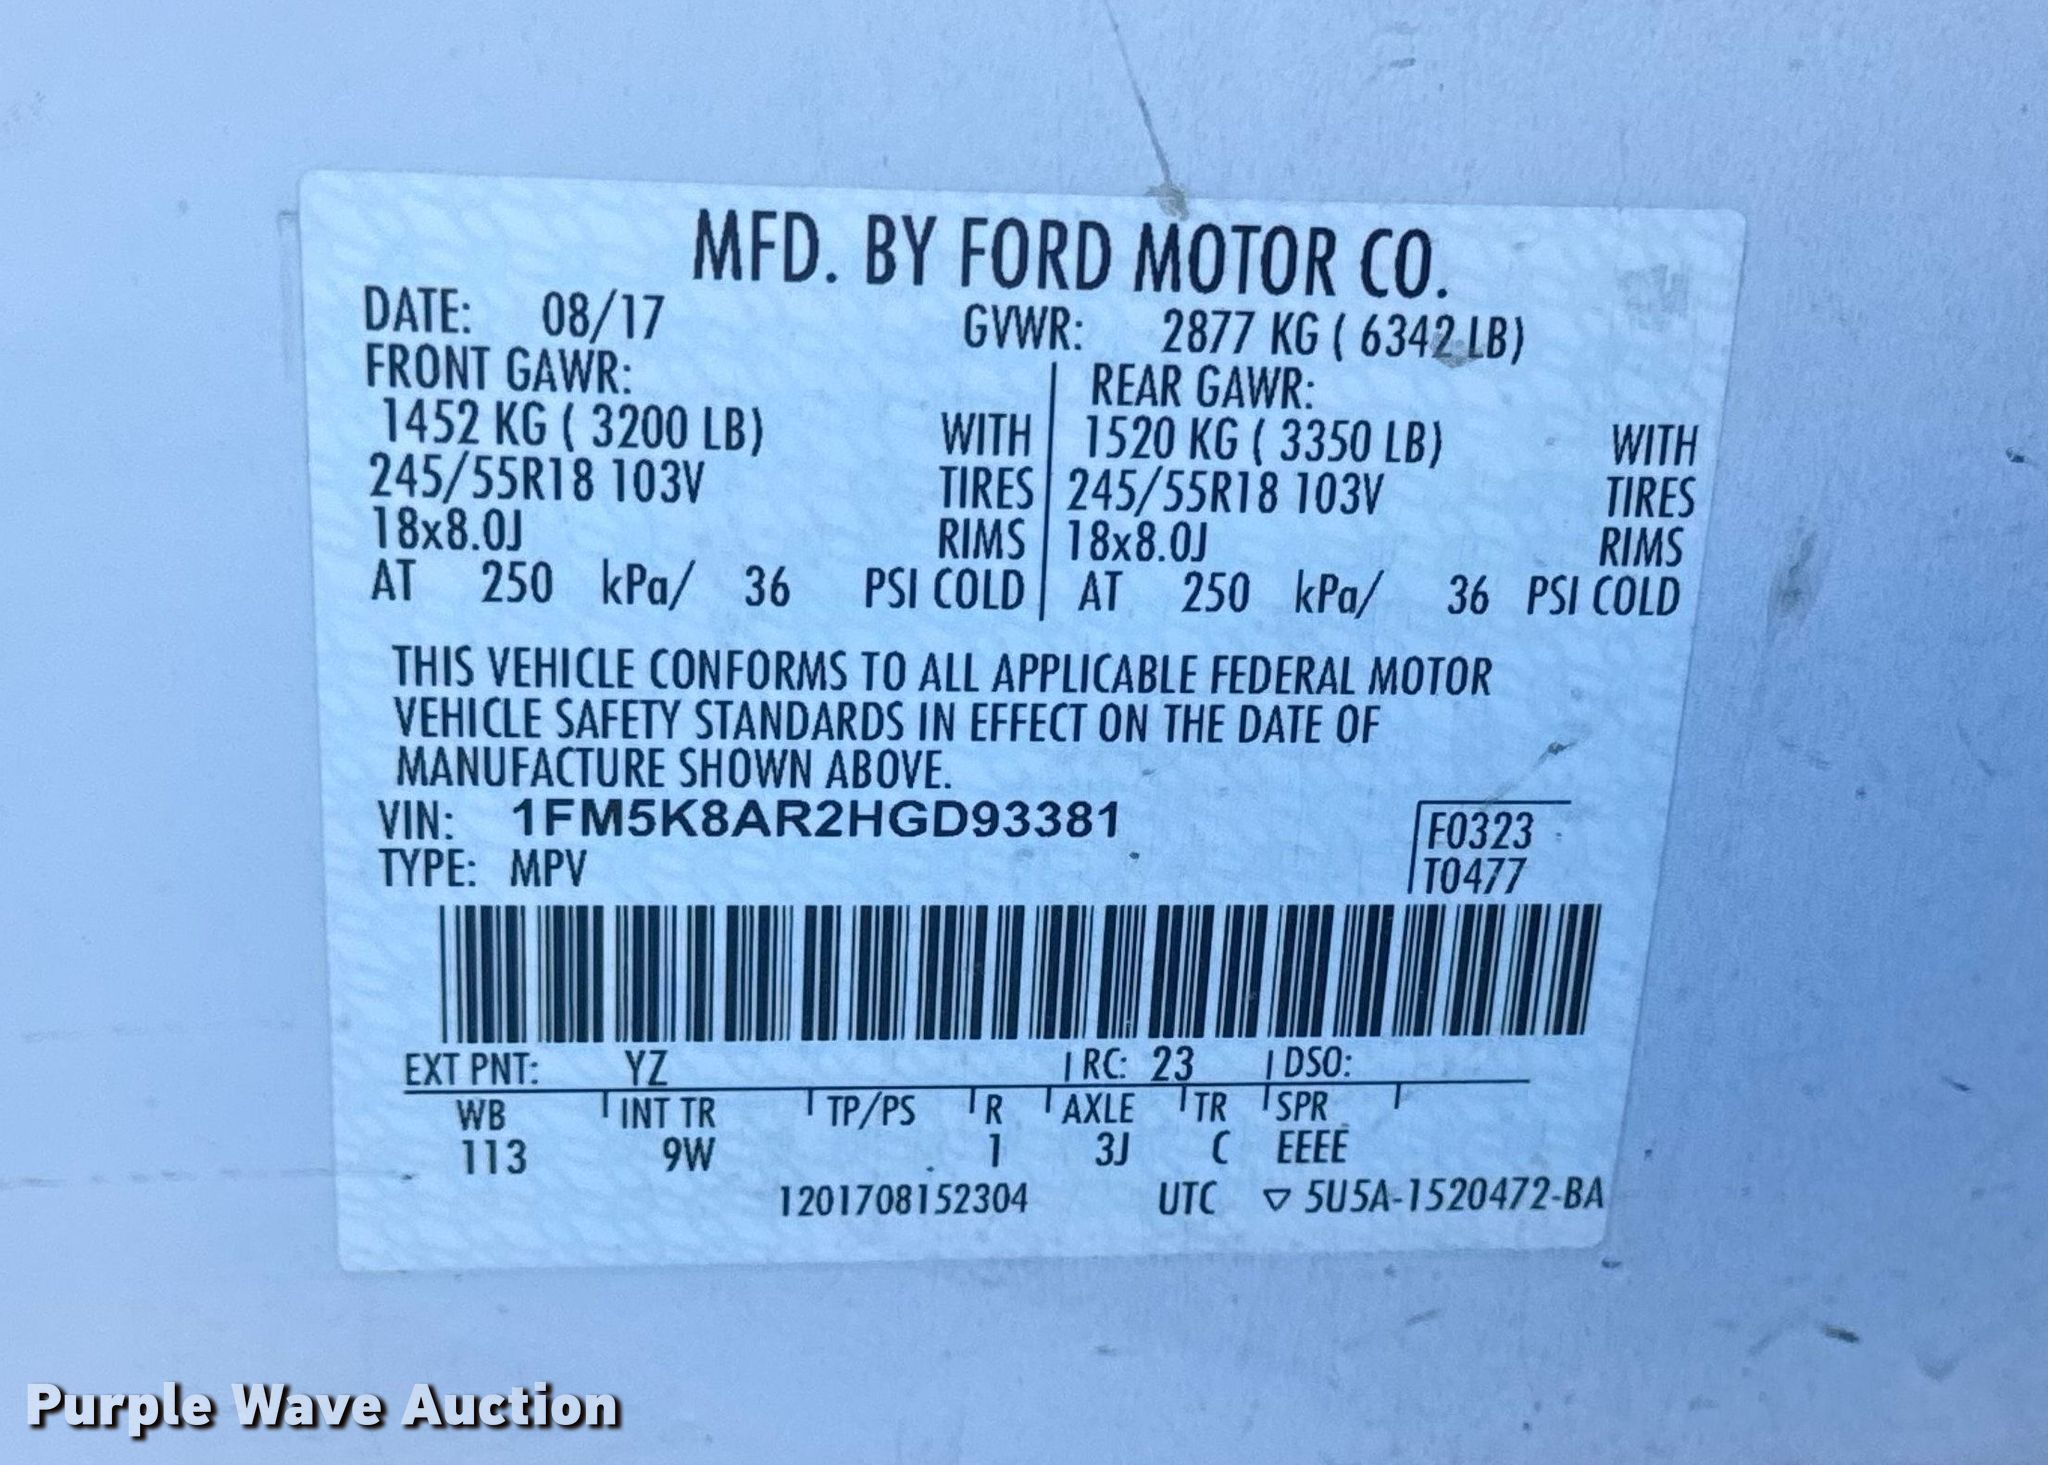 MFD. BY FORD MOTOR CO.
DATE: 08/17 GVWR: 2877 KG ( 6342 LB)
FRONT GAWR: REAR GAWR:
1452 KG ( 3200 LB) WITH 1520 KG ( 3350 LB) WITH
245/55R18 103V TIRES 245/55R18 103V TIRES
18x8.0J RIMS 18x8.0J RIMS
AT 250 kPa/ 36 PSI COLD AT 250 kPa/ 36 PSI COLD
THIS VEHICLE CONFORMS TO ALL APPLICABLE FEDERAL MOTOR
VEHICLE SAFETY STANDARDS IN EFFECT ON THE DATE OF
MANUFACTURE SHOWN ABOVE.
VIN: 1FM5K8AR2HGD93381 F0323
TYPE: MPV T0477
EXT PNT: YZ RC: 23 DSO:
WB INT TR TP/PS R AXLE TR SPR
113 9W 1 3J C EEEE
1201708152304 UTC ▽ 5U5A-1520472-BA
Purple Wave Auction